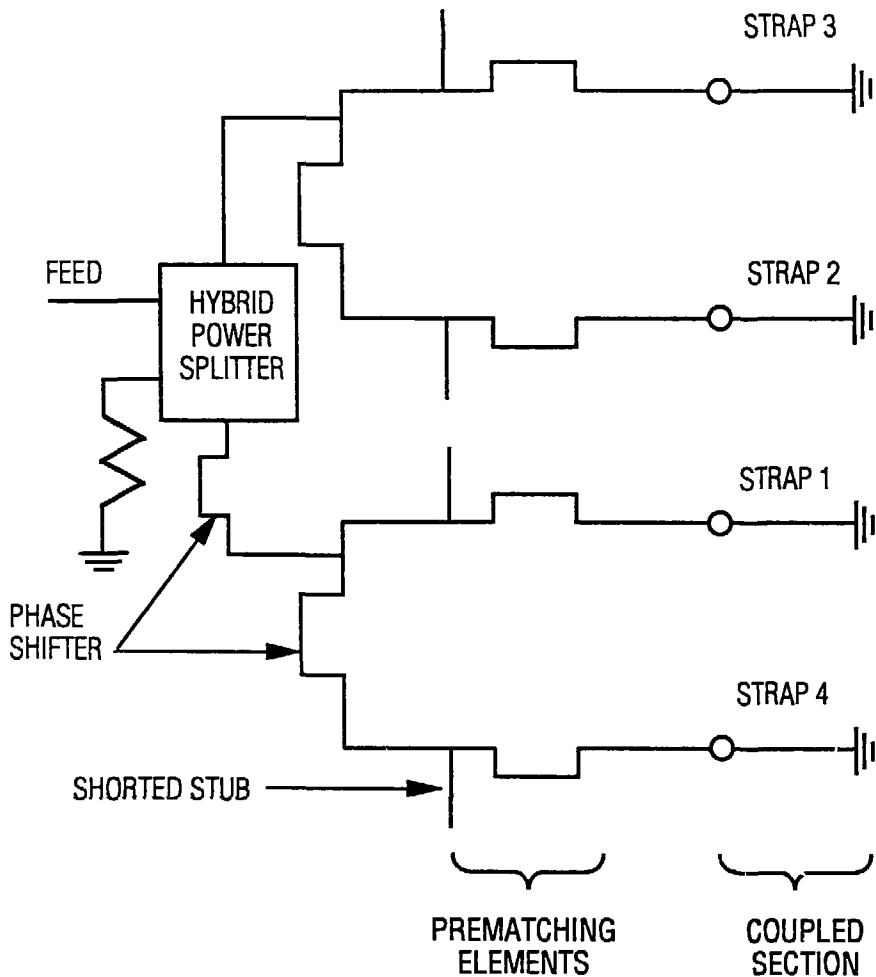 STRAP 3
FEED
HYBRID
POWER
SPLITTER
STRAP 2
STRAP 1
PHASE
SHIFTER
STRAP 4
SHORTED STUB
PREMATCHING
ELEMENTS
COUPLED
SECTION